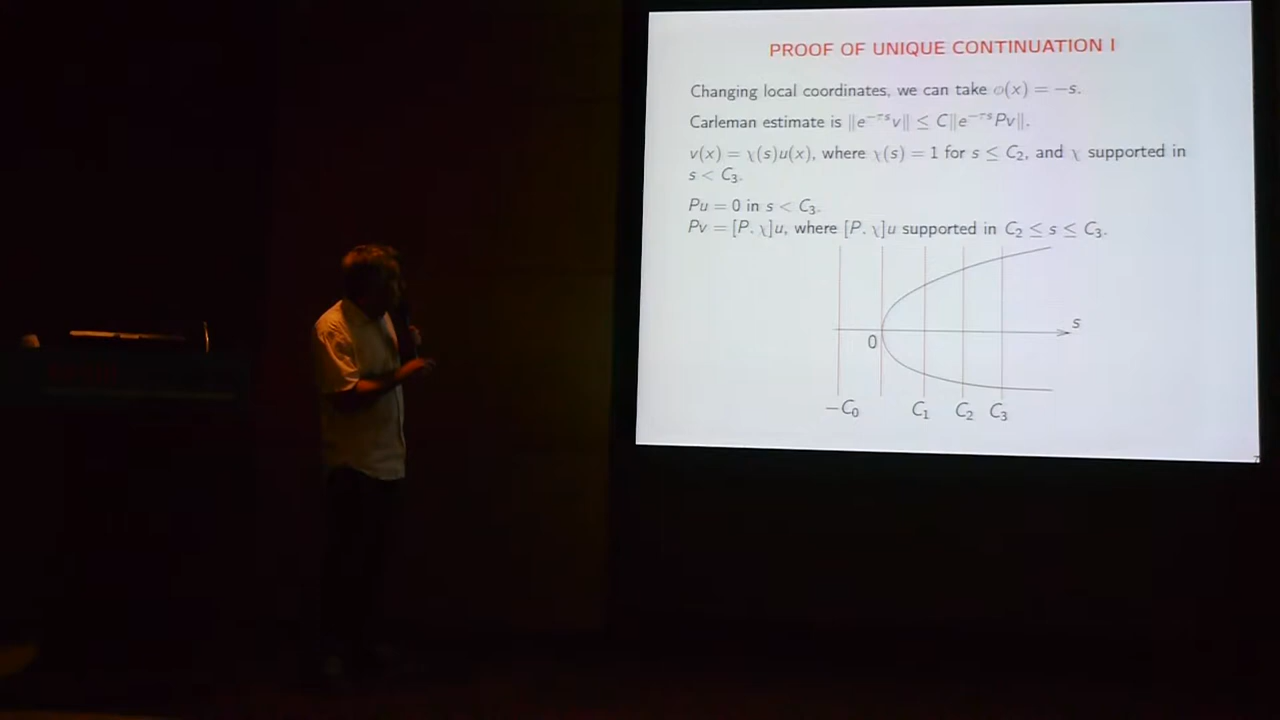 PROOF OF UNIQUE CONTINUATION I
Changing local coordinates, we can take φ(x) = −s.
Carleman estimate is ‖e^{−τs}v‖ ≤ C‖e^{−τs}Pv‖.
v(x) = χ(s)u(x), where χ(s) = 1 for s ≤ C₂, and χ supported in
s < C₃.
Pu = 0 in s < C₃.
Pv = [P, χ]u, where [P, χ]u supported in C₂ ≤ s ≤ C₃.
s
0
−C₀ C₁ C₂ C₃
7